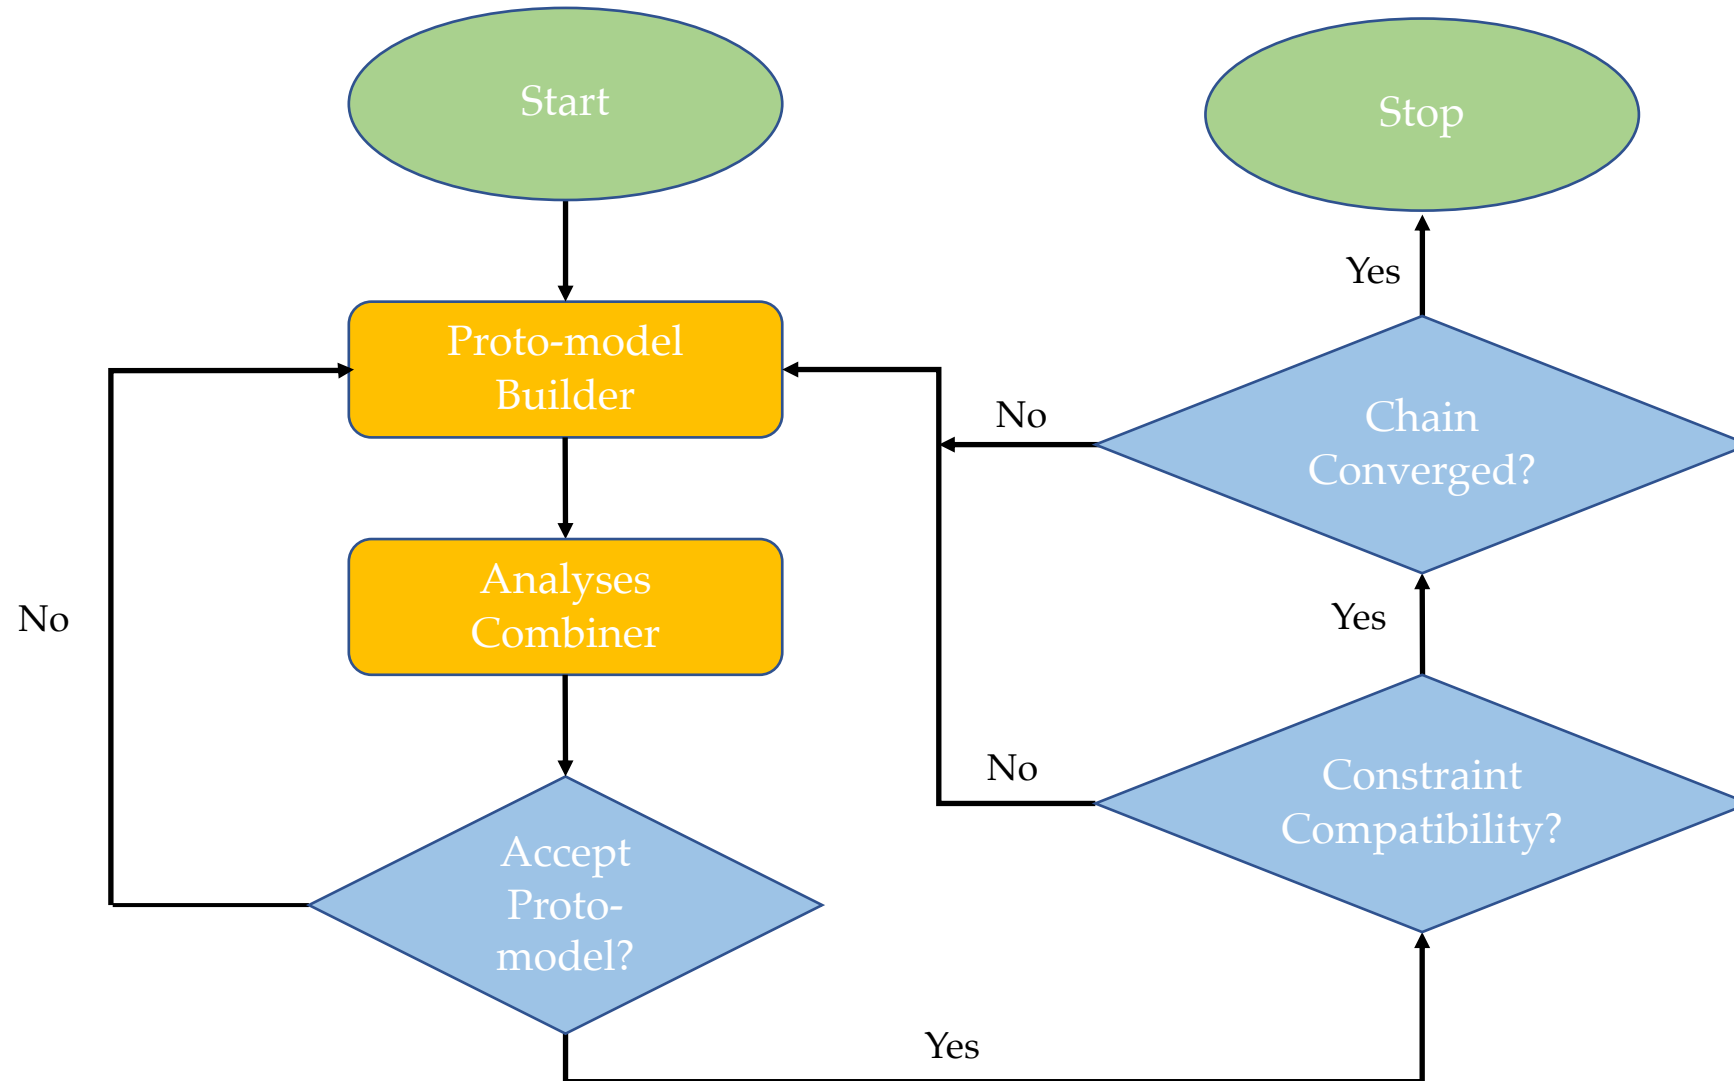 Start
Stop
Yes
Proto-model
Builder
No
Chain
Converged?
Analyses
Combiner
No
Yes
No
Constraint
Compatibility?
Accept
Proto-
model?
Yes